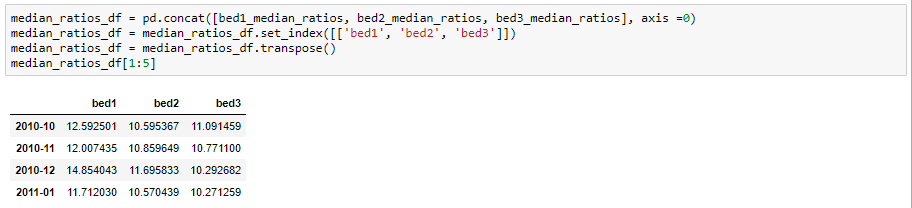 median_ratios_df = pd.concat([bed1_median_ratios, bed2_median_ratios, bed3_median_ratios], axis =0)
median_ratios_df = median_ratios_df.set_index([['bed1', 'bed2', 'bed3']])
median_ratios_df = median_ratios_df.transpose()
median_ratios_df[1:5]
bed1 bed2 bed3
2010-10 12.592501 10.595367 11.091459
2010-11 12.007435 10.859649 10.771100
2010-12 14.854043 11.695833 10.292682
2011-01 11.712030 10.570439 10.271259